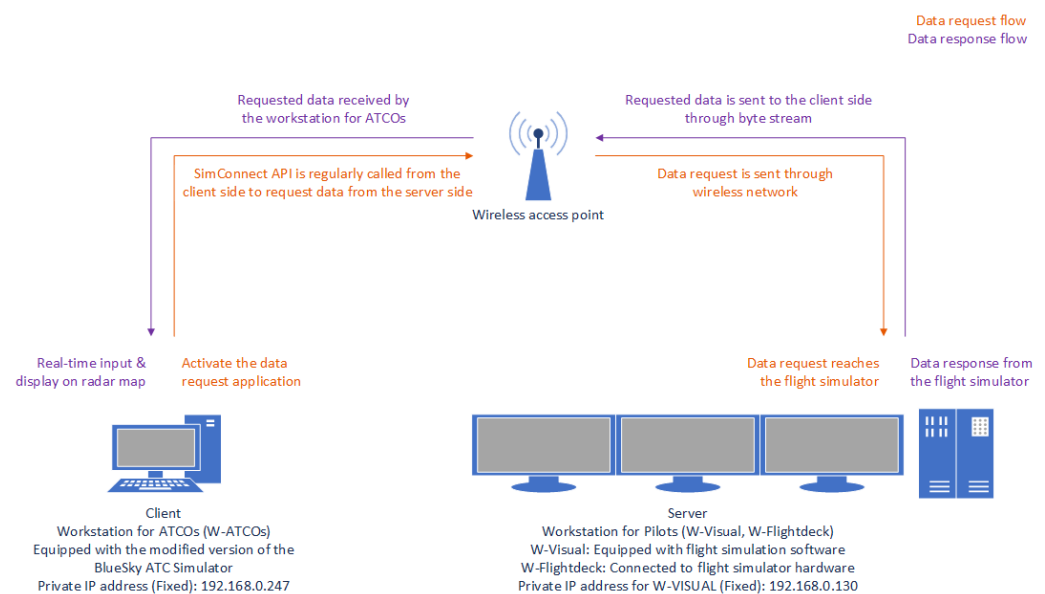 Data request flow
Data response flow
Requested data received by
the workstation for ATCOs
Requested data is sent to the client side
through byte stream
SimConnect API is regularly called from the
client side to request data from the server side
Data request is sent through
wireless network
Wireless access point
Real-time input &
display on radar map
Activate the data
request application
Data request reaches
the flight simulator
Data response from
the flight simulator
Client
Workstation for ATCOs (W-ATCOs)
Equipped with the modified version of the
BlueSky ATC Simulator
Private IP address (Fixed): 192.168.0.247
Server
Workstation for Pilots (W-Visual, W-Flightdeck)
W-Visual: Equipped with flight simulation software
W-Flightdeck: Connected to flight simulator hardware
Private IP address for W-VISUAL (Fixed): 192.168.0.130